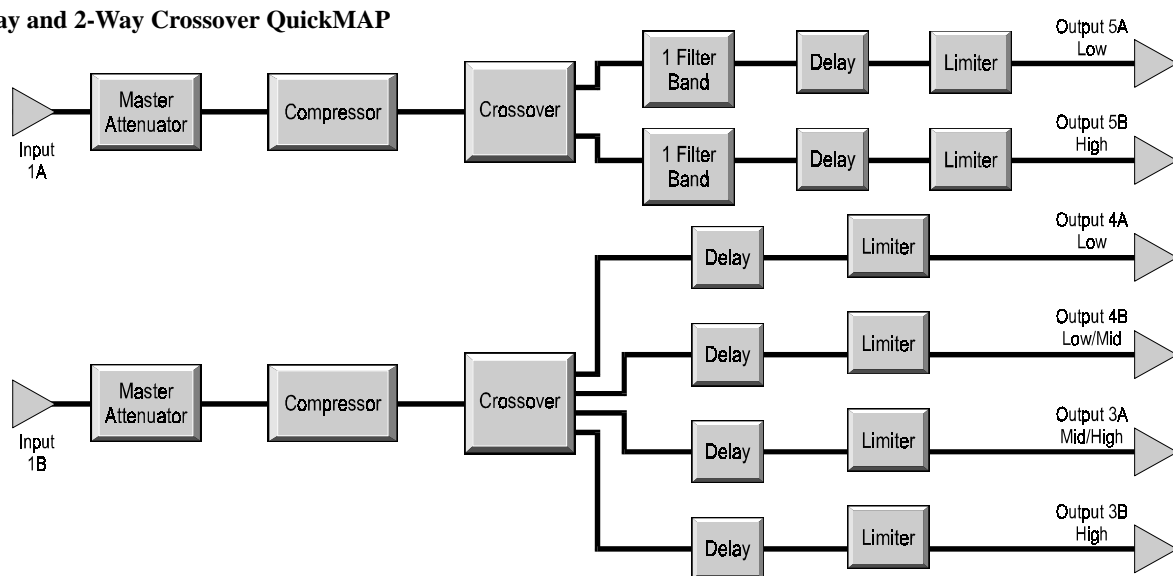 and 2-Way Crossover QuickMAP
Output 5A
Low
1 Filter
Band
Delay
Limiter
Master
Attenuator
Compressor
Crossover
Input
1A
Output 5B
High
1 Filter
Band
Delay
Limiter
Output 4A
Low
Delay
Limiter
Output 4B
Low/Mid
Delay
Limiter
Master
Attenuator
Compressor
Crossover
Input
1B
Output 3A
Mid/High
Delay
Limiter
Output 3B
High
Delay
Limiter